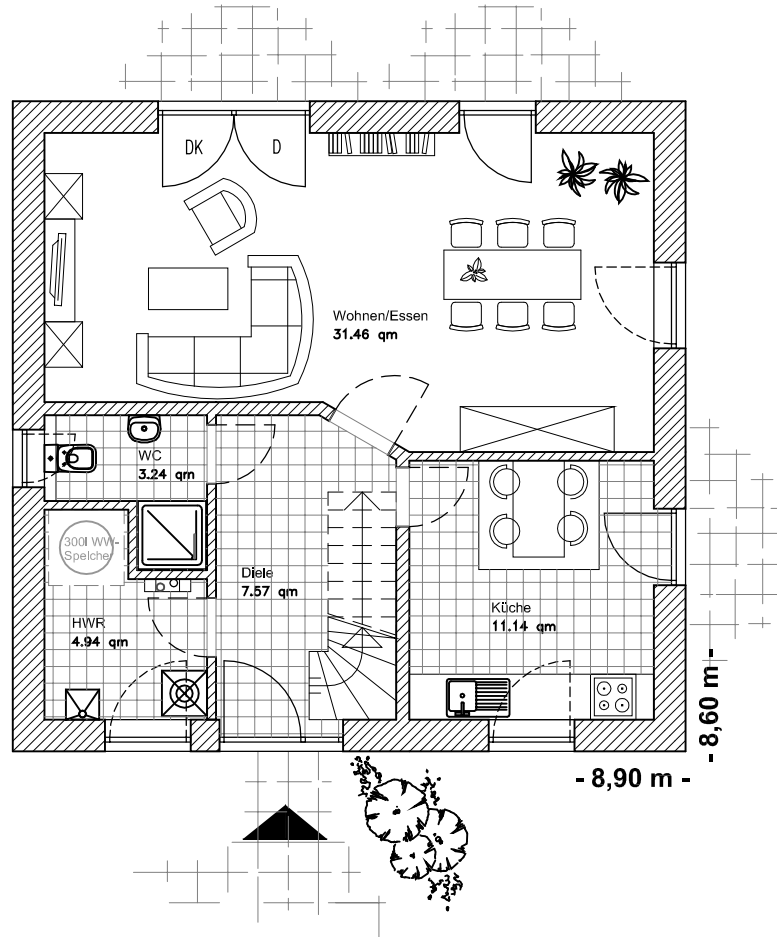 DK D
Wohnen/Essen
31.46 qm
WC
3.24 qm
300l WW-
Speicher
Diele
7.57 qm
HWR
4.94 qm
Küche
11.14 qm
- 8,60 m -
- 8,90 m -